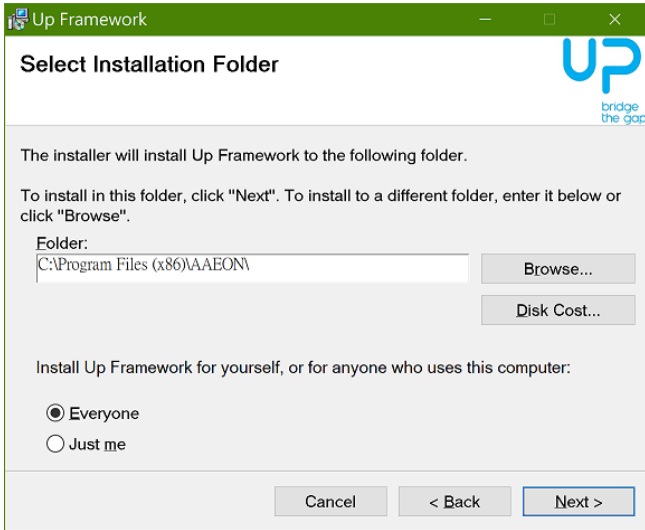 Up Framework
Select Installation Folder
UP
bridge
the gap
The installer will install Up Framework to the following folder.
To install in this folder, click "Next". To install to a different folder, enter it below or
click "Browse".
Folder:
C:\Program Files (x86)\AAEON\
Browse...
Disk Cost...
Install Up Framework for yourself, or for anyone who uses this computer:
Everyone
Just me
Cancel
< Back
Next >